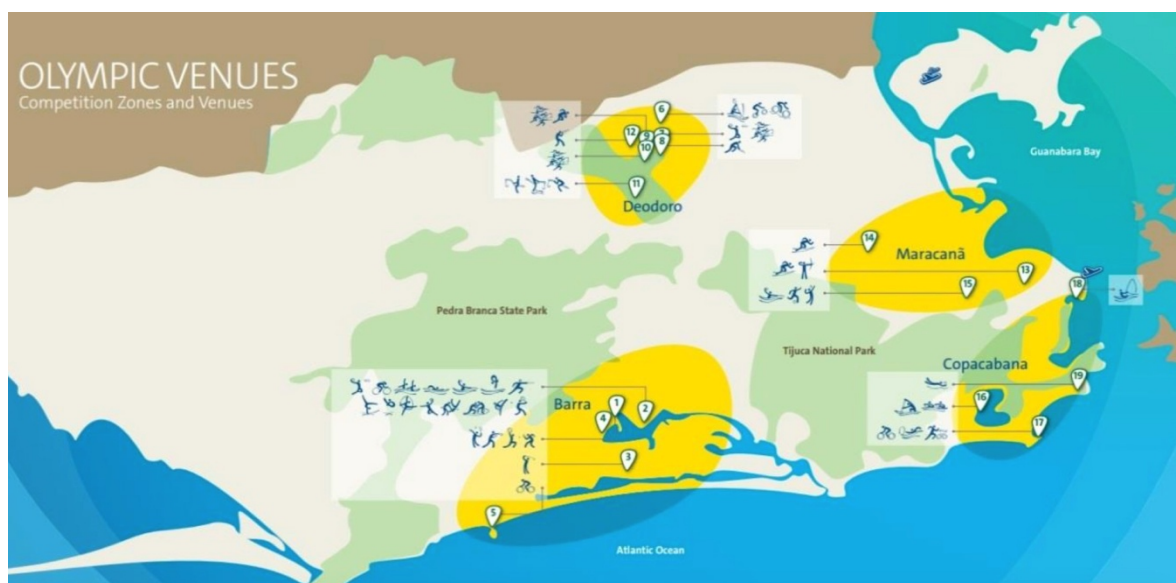 OLYMPIC VENUES
Competition Zones and Venues
6
12
9
8
10
11
Deodoro
Guanabara Bay
14
Maracanã
13
15
18
Pedra Branca State Park
Tijuca National Park
Copacabana
19
16
17
Barra
1
2
4
3
5
Atlantic Ocean